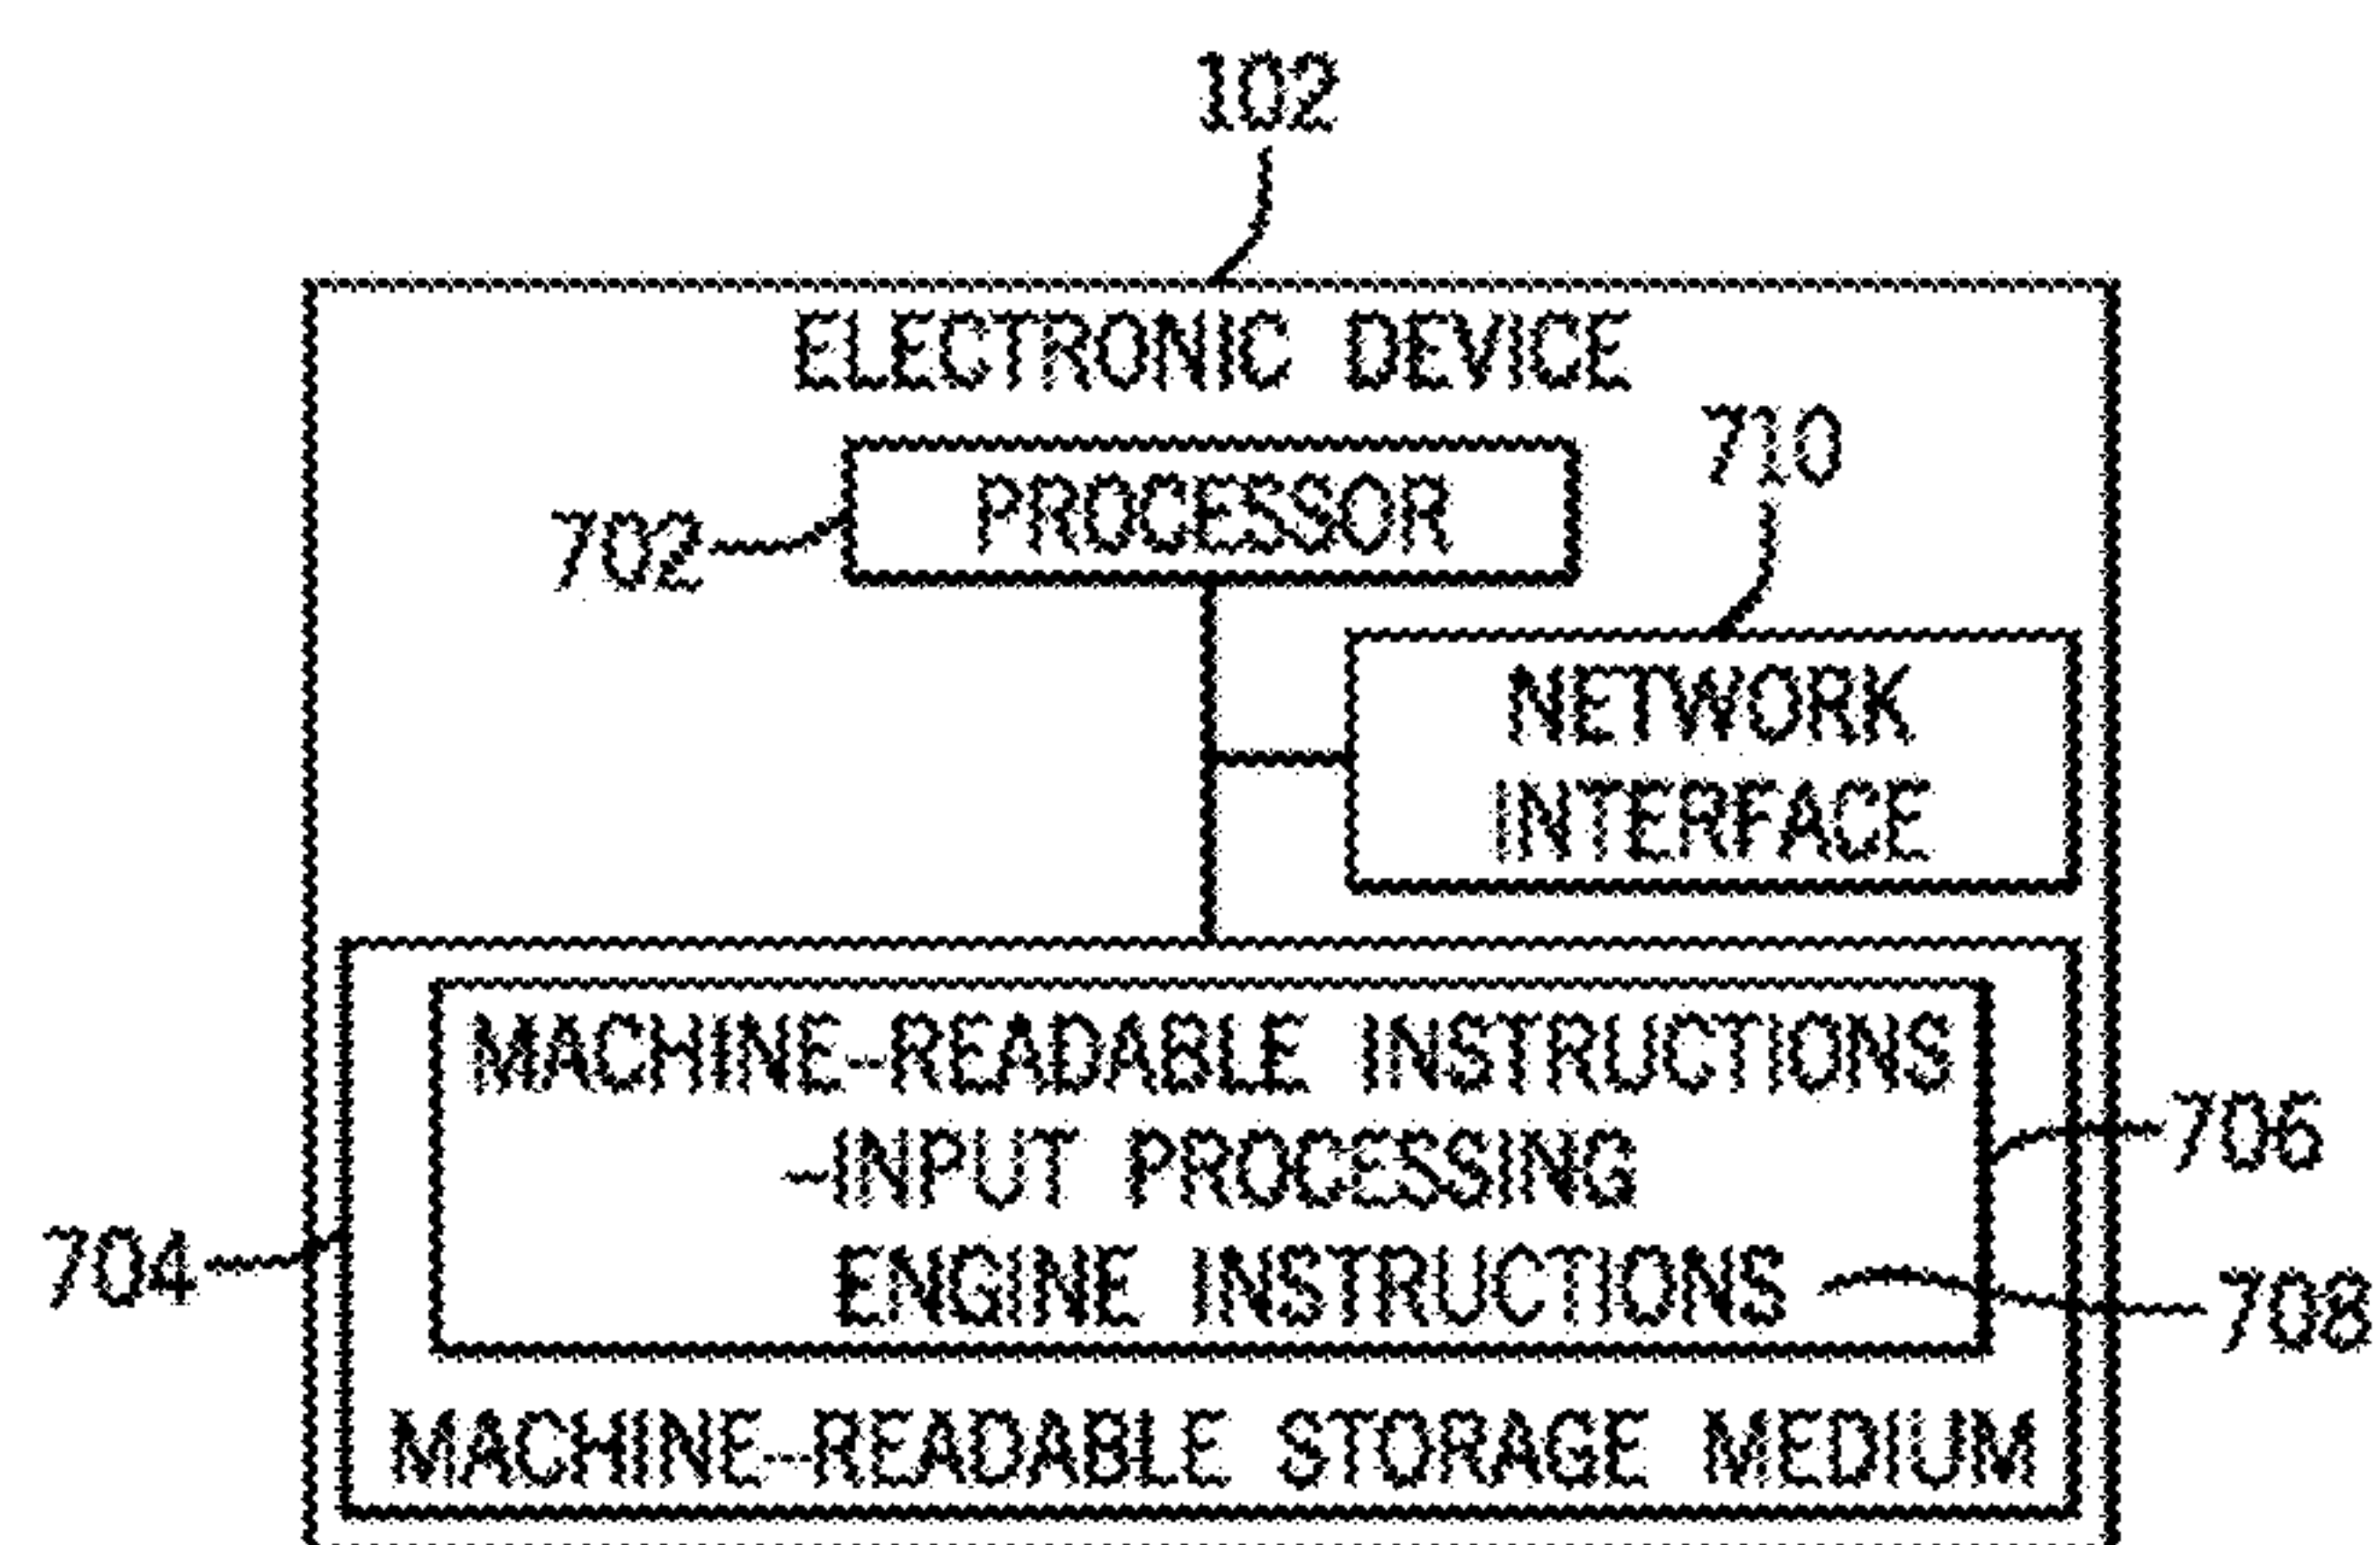 102
ELECTRONIC DEVICE
710
PROCESSOR
702
NETWORK
INTERFACE
MACHINE-READABLE INSTRUCTIONS
706
-INPUT PROCESSING
704
ENGINE INSTRUCTIONS
708
MACHINE-READABLE STORAGE MEDIUM